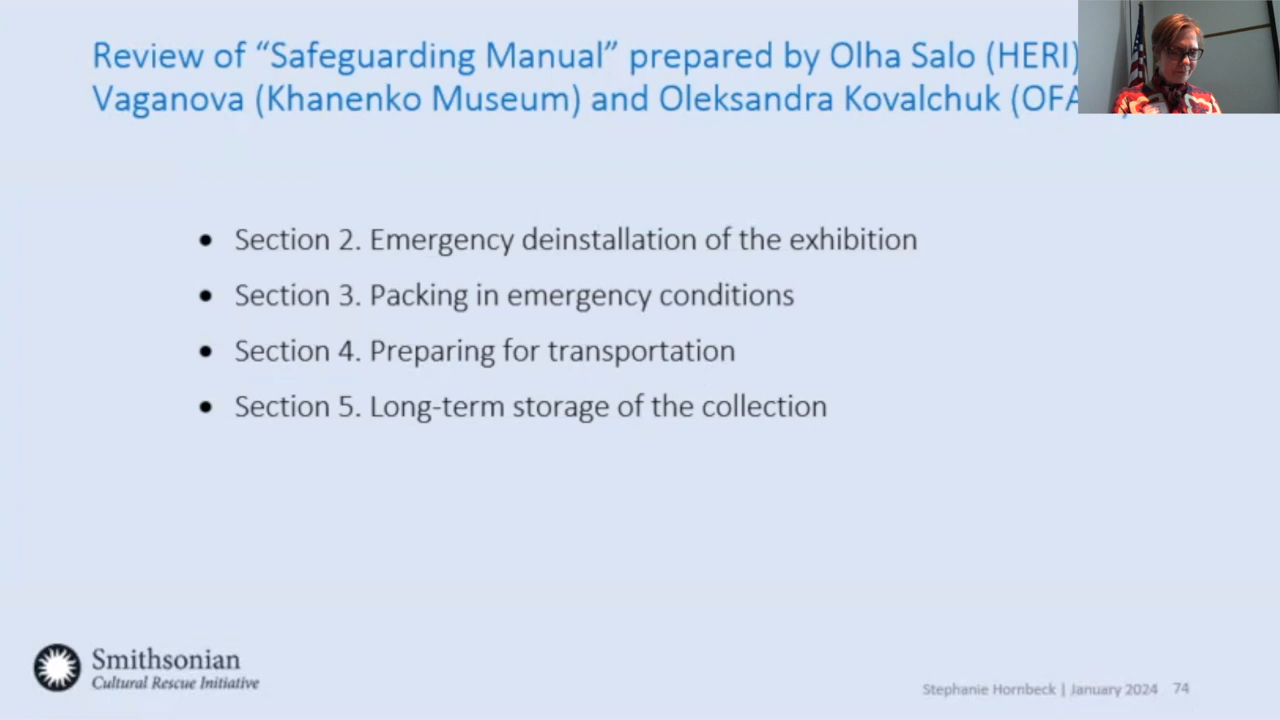 Review of “Safeguarding Manual” prepared by Olha Salo (HERI)
Vaganova (Khanenko Museum) and Oleksandra Kovalchuk (OFA
• Section 2. Emergency deinstallation of the exhibition
• Section 3. Packing in emergency conditions
• Section 4. Preparing for transportation
• Section 5. Long-term storage of the collection
Smithsonian
Cultural Rescue Initiative
Stephanie Hornbeck | January 2024 74